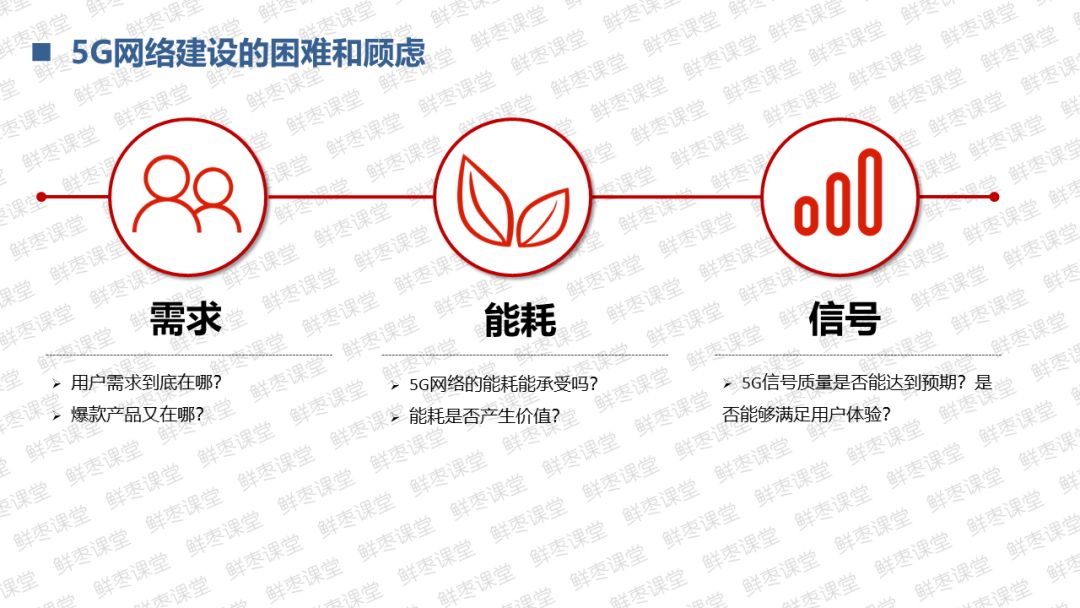 5G网络建设的困难和顾虑
需求
用户需求到底在哪？
爆款产品又在哪？
能耗
5G网络的能耗能承受吗？
能耗是否产生价值？
信号
5G信号质量是否能达到预期？是
否能够满足用户体验？
鲜枣课堂